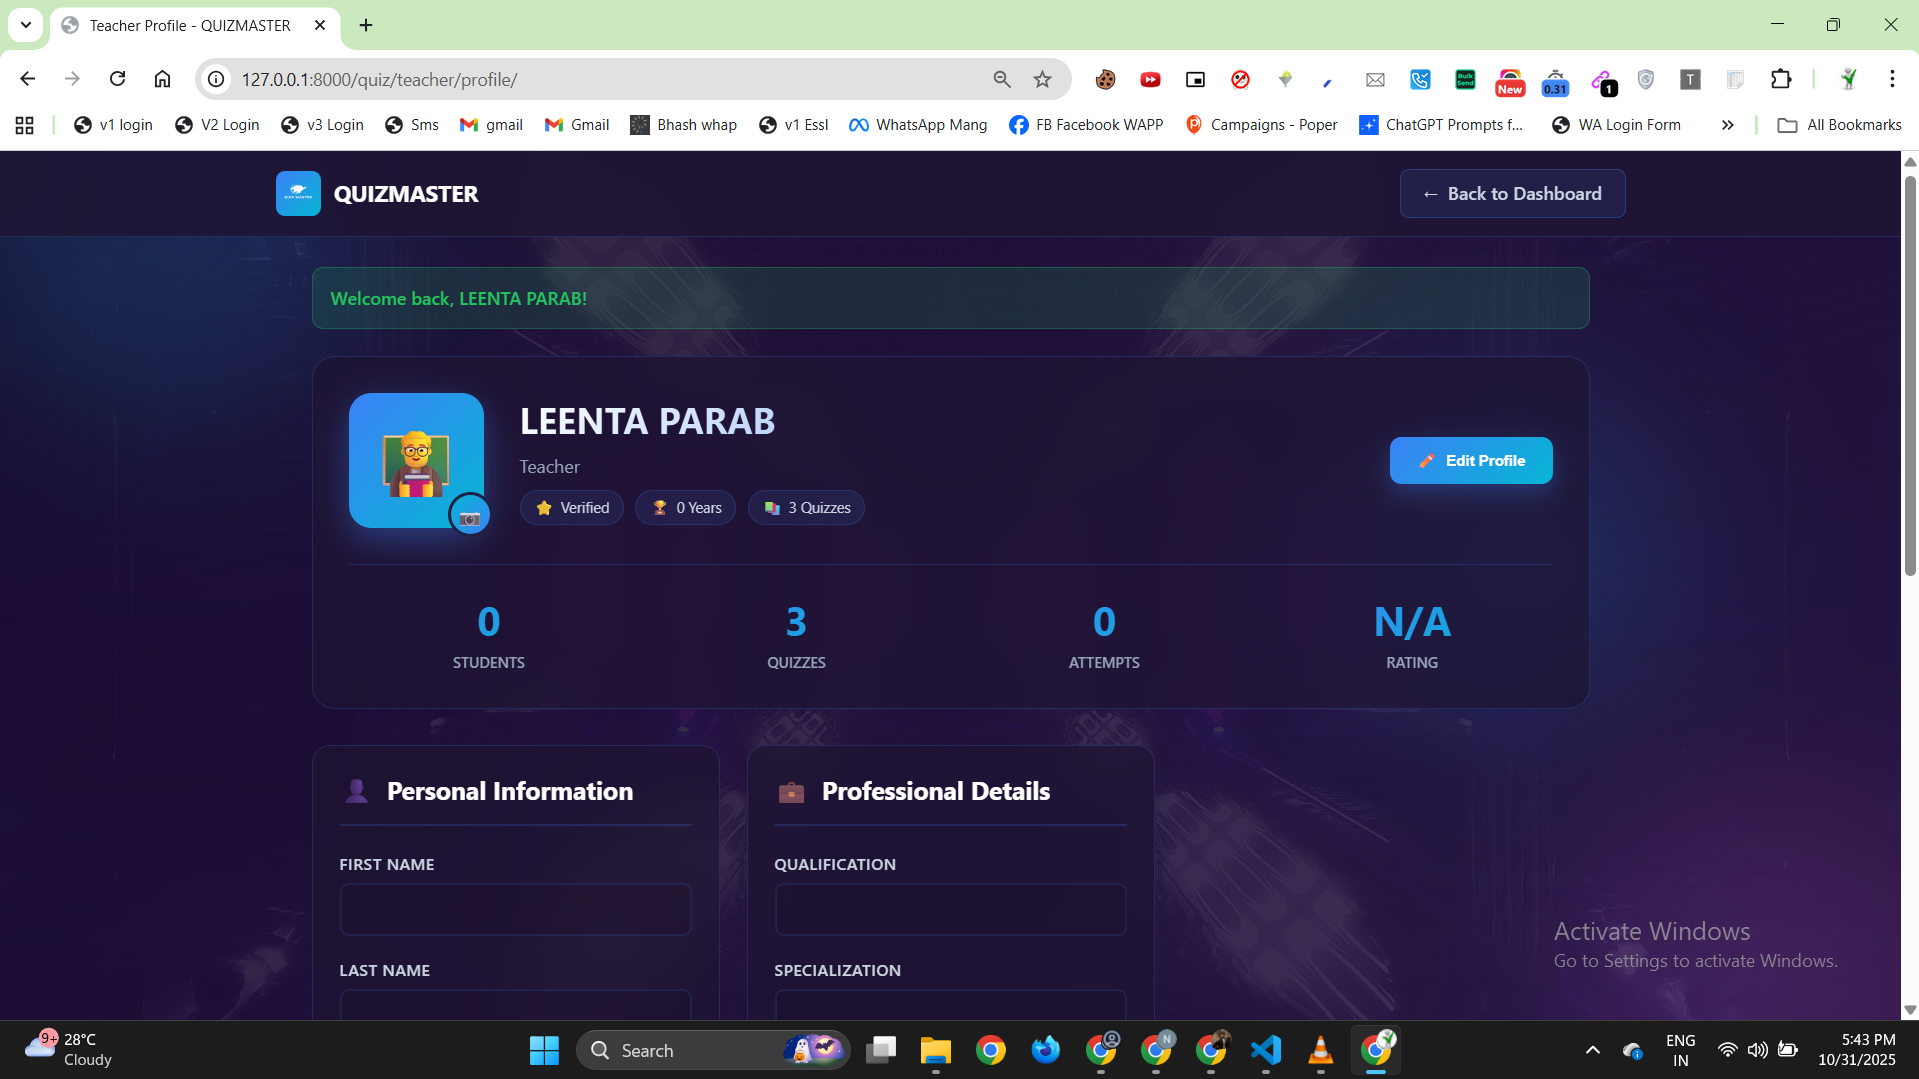 Teacher Profile - QUIZMASTER
127.0.0.1:8000/quiz/teacher/profile/
Bulk Send
New
0.31
1
T
v1 login
V2 Login
v3 Login
Sms
gmail
Gmail
Bhash whap
v1 Essl
WhatsApp Mang
FB Facebook WAPP
Campaigns - Poper
ChatGPT Prompts f...
WA Login Form
All Bookmarks
QUIZMASTER
← Back to Dashboard
Welcome back, LEENTA PARAB!
LEENTA PARAB
Teacher
Verified
0 Years
3 Quizzes
Edit Profile
0
3
0
N/A
STUDENTS
QUIZZES
ATTEMPTS
RATING
Personal Information
Professional Details
FIRST NAME
QUALIFICATION
LAST NAME
SPECIALIZATION
Activate Windows
Go to Settings to activate Windows.
9+
28°C
Cloudy
Search
N
ENG
IN
5:43 PM
10/31/2025